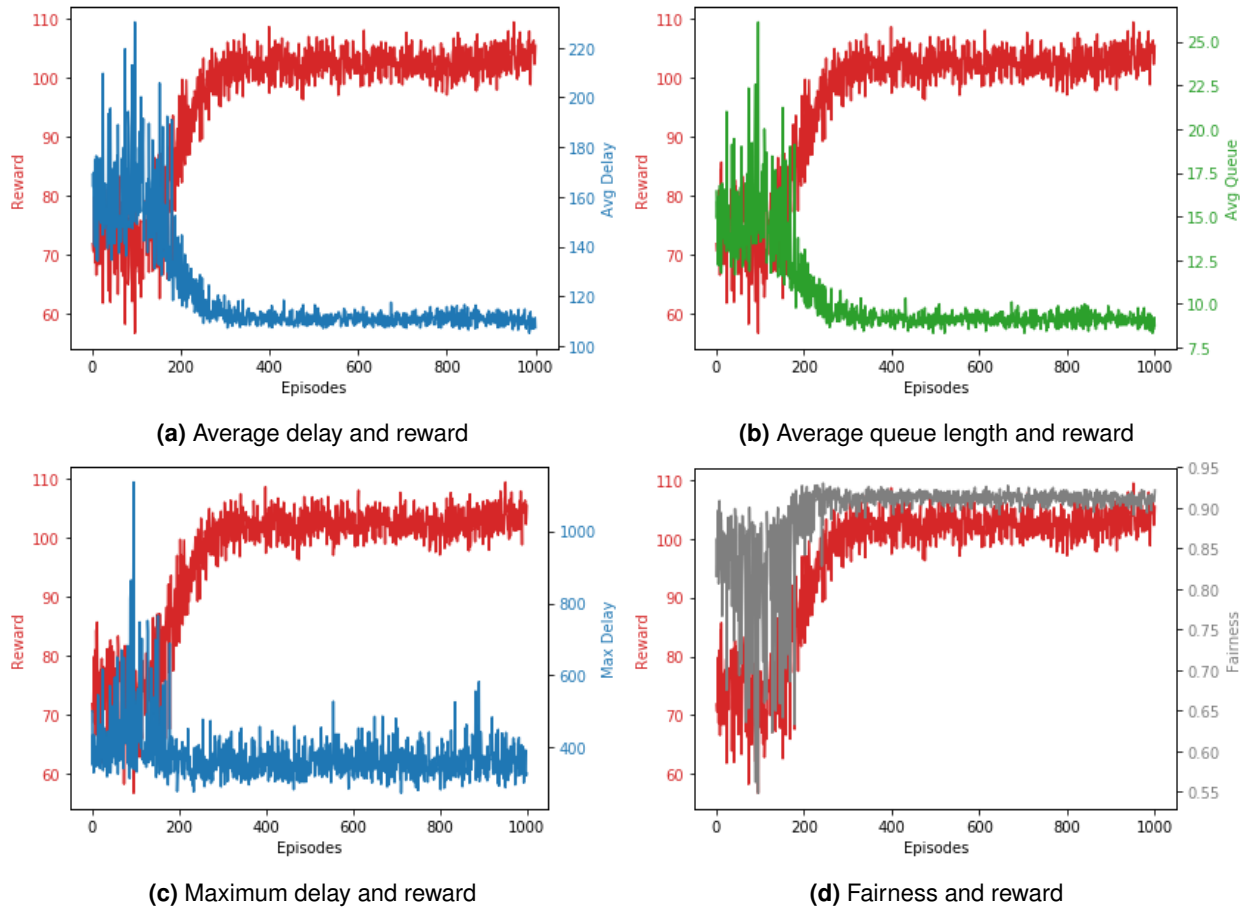 110
100
90
80
70
60
Reward
220
200
180
160
140
120
100
Avg Delay
0 200 400 600 800 1000
Episodes
(a) Average delay and reward
110
100
90
80
70
60
Reward
25.0
22.5
20.0
17.5
15.0
12.5
10.0
7.5
Avg Queue
0 200 400 600 800 1000
Episodes
(b) Average queue length and reward
110
100
90
80
70
60
Reward
1000
800
600
400
Max Delay
0 200 400 600 800 1000
Episodes
(c) Maximum delay and reward
110
100
90
80
70
60
Reward
0.95
0.90
0.85
0.80
0.75
0.70
0.65
0.60
0.55
Fairness
0 200 400 600 800 1000
Episodes
(d) Fairness and reward